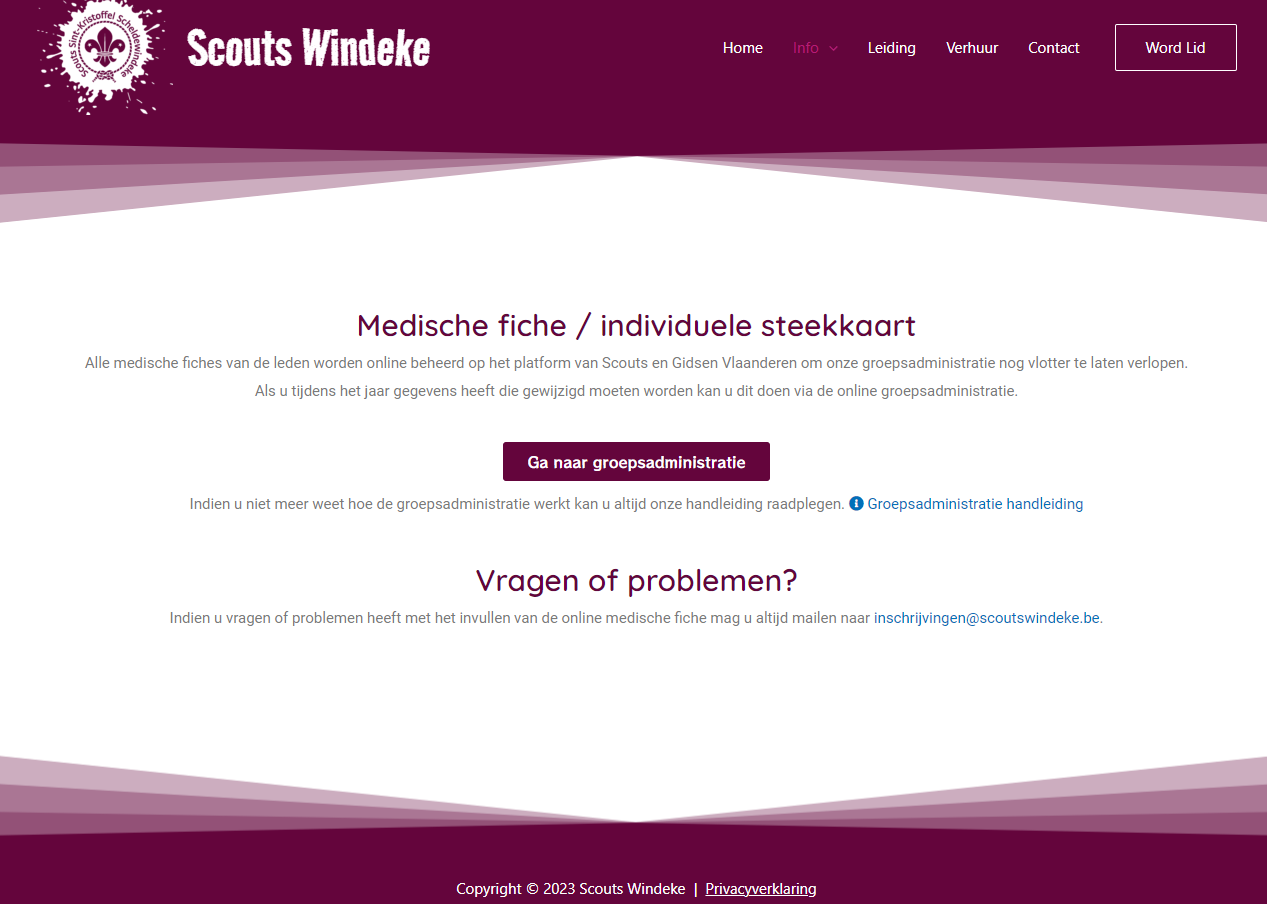 Scouts Sint-Kristoffel Scheldewindeke
Scouts Windeke
Home
Info
Leiding
Verhuur
Contact
Word Lid
Medische fiche / individuele steekkaart
Alle medische fiches van de leden worden online beheerd op het platform van Scouts en Gidsen Vlaanderen om onze groepsadministratie nog vlotter te laten verlopen.
Als u tijdens het jaar gegevens heeft die gewijzigd moeten worden kan u dit doen via de online groepsadministratie.
Ga naar groepsadministratie
Indien u niet meer weet hoe de groepsadministratie werkt kan u altijd onze handleiding raadplegen. Groepsadministratie handleiding
Vragen of problemen?
Indien u vragen of problemen heeft met het invullen van de online medische fiche mag u altijd mailen naar inschrijvingen@scoutswindeke.be.
Copyright © 2023 Scouts Windeke | Privacyverklaring